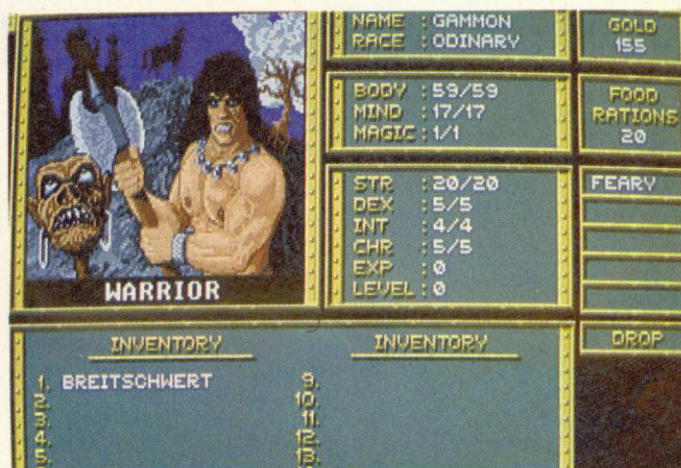 NAME : GAMMON
RACE : ODINARY
GOLD
155
BODY : 59/59
MIND : 17/17
MAGIC : 1/1
FOOD
RATIONS
20
STR : 20/20
DEX : 5/5
INT : 4/4
CHR : 5/5
EXP : 0
LEVEL : 0
FEARY
WARRIOR
DROP
INVENTORY
INVENTORY
1. BREITSCHWERT
2.
3.
4.
5.
9.
10.
11.
12.
13.